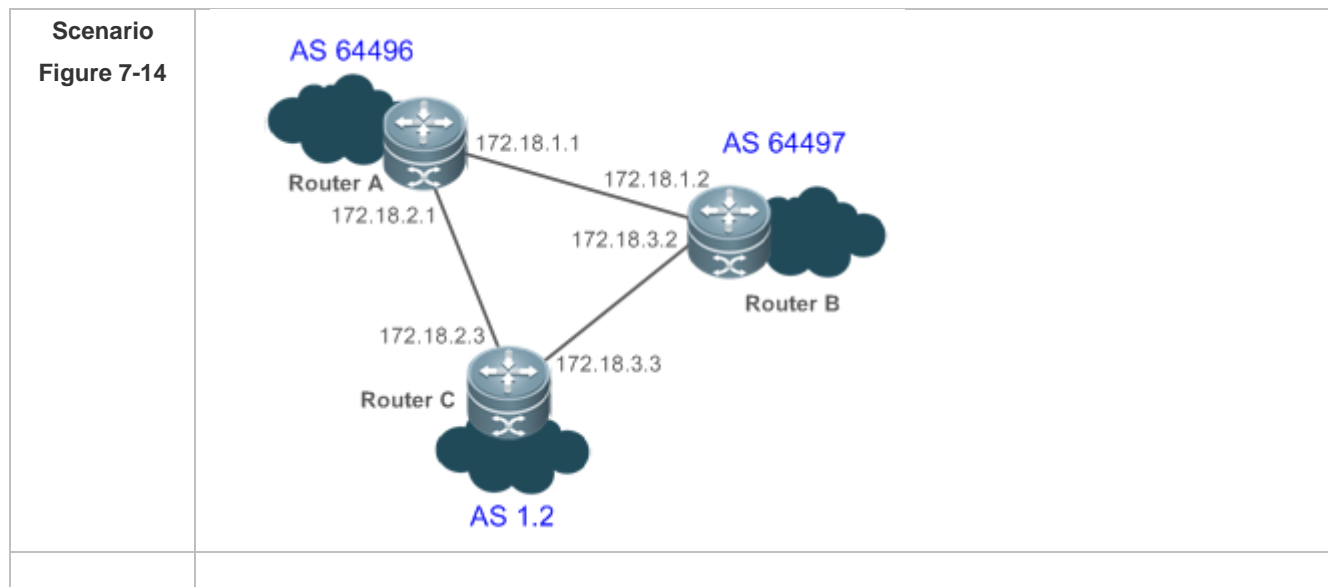 Scenario
Figure 7-14
AS 64496
172.18.1.1
AS 64497
Router A
172.18.1.2
172.18.2.1
172.18.3.2
Router B
172.18.2.3
172.18.3.3
Router C
AS 1.2